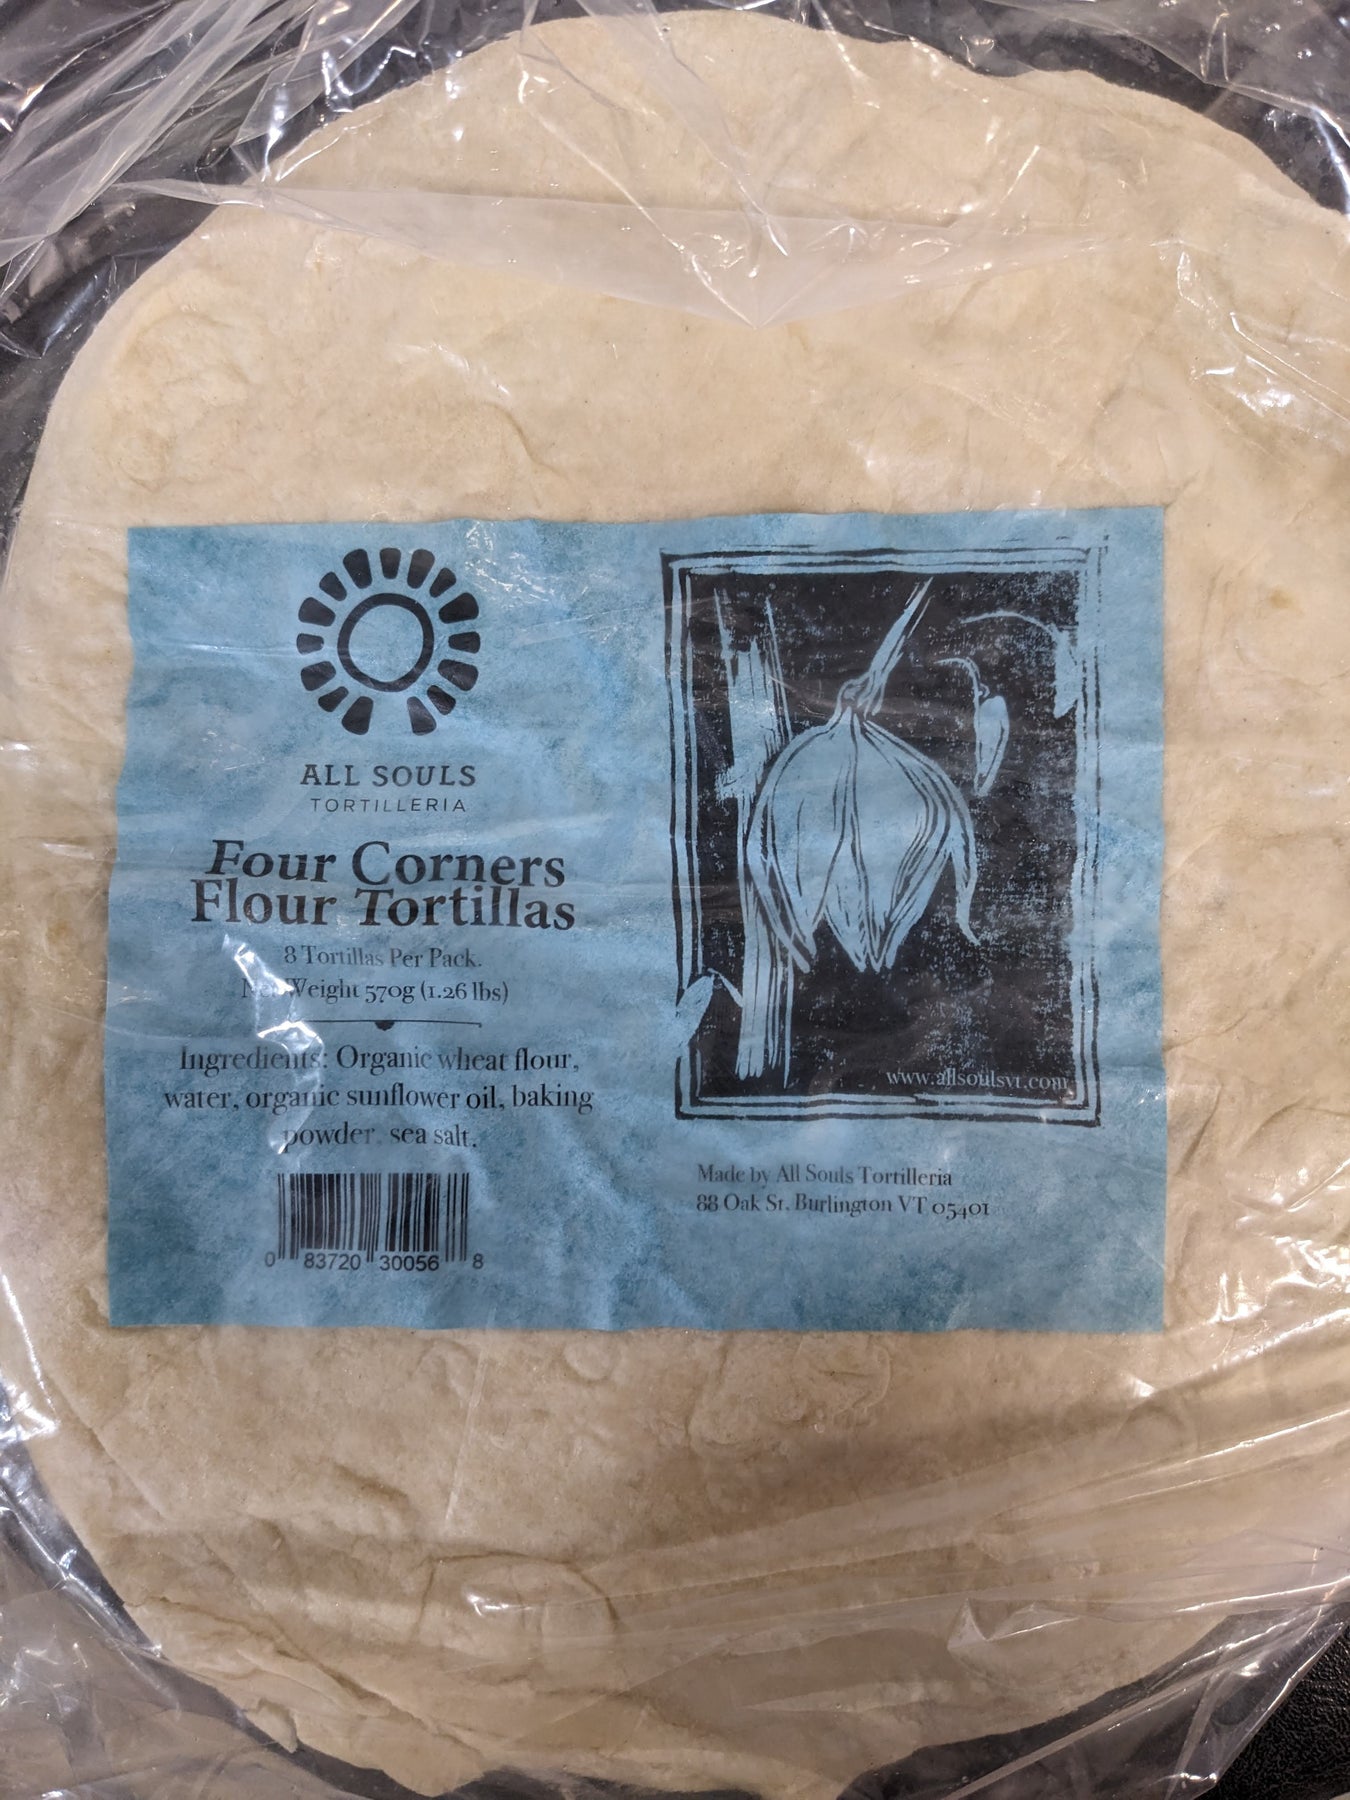 ALL SOULS
TORTILLERIA
Four Corners
Flour Tortillas
8 Tortillas Per Pack.
Net Weight 570g (1.26 lbs)
Ingredients: Organic wheat flour,
water, organic sunflower oil, baking
powder, sea salt.
0 83720 30056 8
www.allsoulsvt.com
Made by All Souls Tortilleria
88 Oak St. Burlington VT 05401